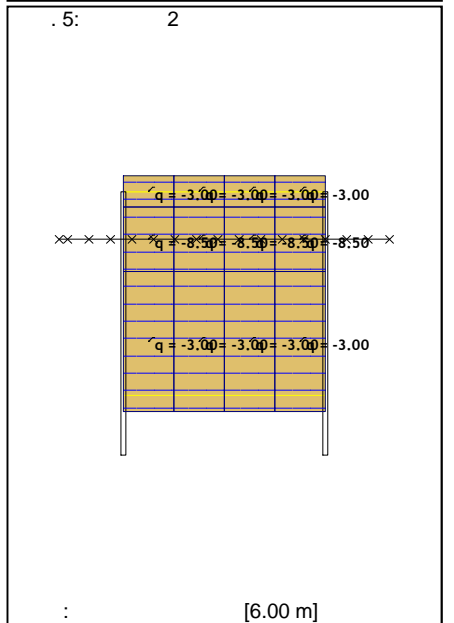 . 5: 2
q = -3.00 q = -3.00 q = -3.00 q = -3.00
q = -8.50 q = -8.50 q = -8.50 q = -8.50
q = -3.00 q = -3.00 q = -3.00 q = -3.00
: [6.00 m]